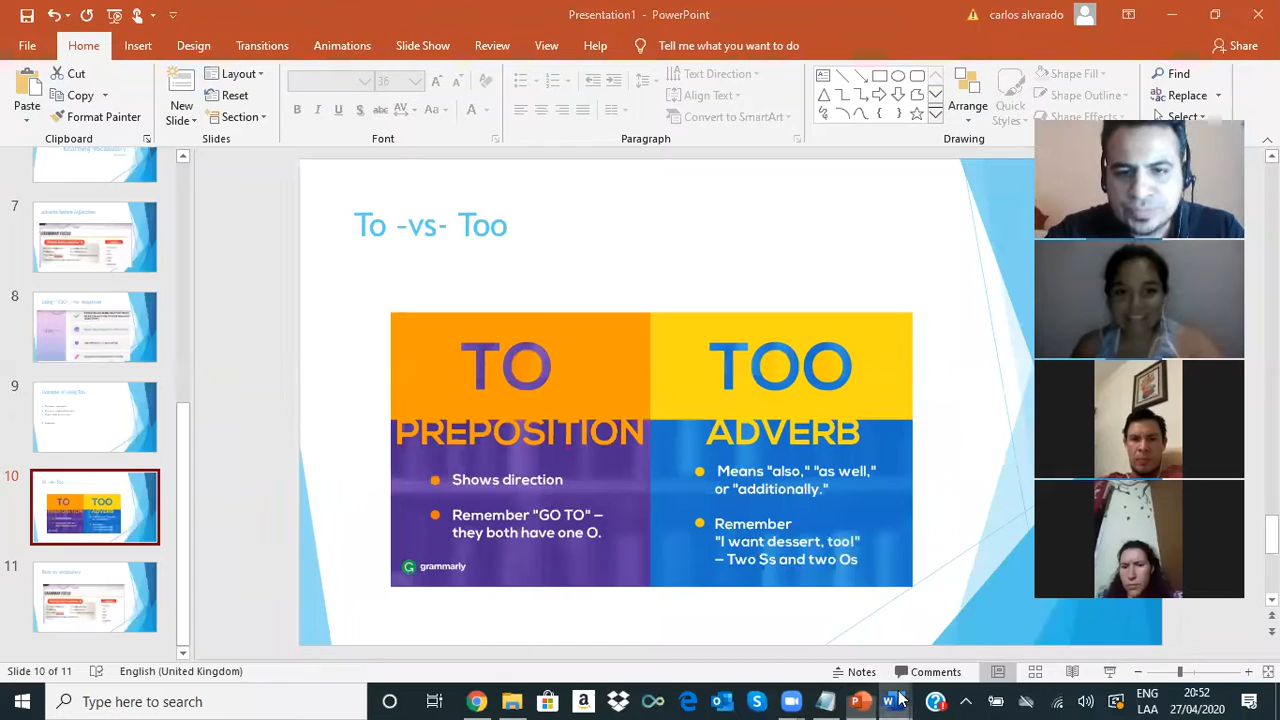 Presentation1 - PowerPoint
carlos alvarado
File Home Insert Design Transitions Animations Slide Show Review View Help Tell me what you want to do Share
Paste
Cut
Copy
Format Painter
Clipboard
New
Slide
Layout
Reset
Section
Slides
36
Font
Text Direction
Align Text
Convert to SmartArt
Paragraph
Arrange
Quick
Styles
Shape Fill
Shape Outline
Shape Effects
Drawing
Find
Replace
Select
7
8
9
10
11
To -vs- Too
TO
PREPOSITION
Shows direction
Remember "GO TO" –
they both have one O.
grammarly
TOO
ADVERB
Means "also," "as well,"
or "additionally."
Remember
"I want dessert, too!"
– Two Ss and two Os
Slide 10 of 11
English (United Kingdom)
Notes
Comments
Type here to search
ENG
LAA
20:52
27/04/2020